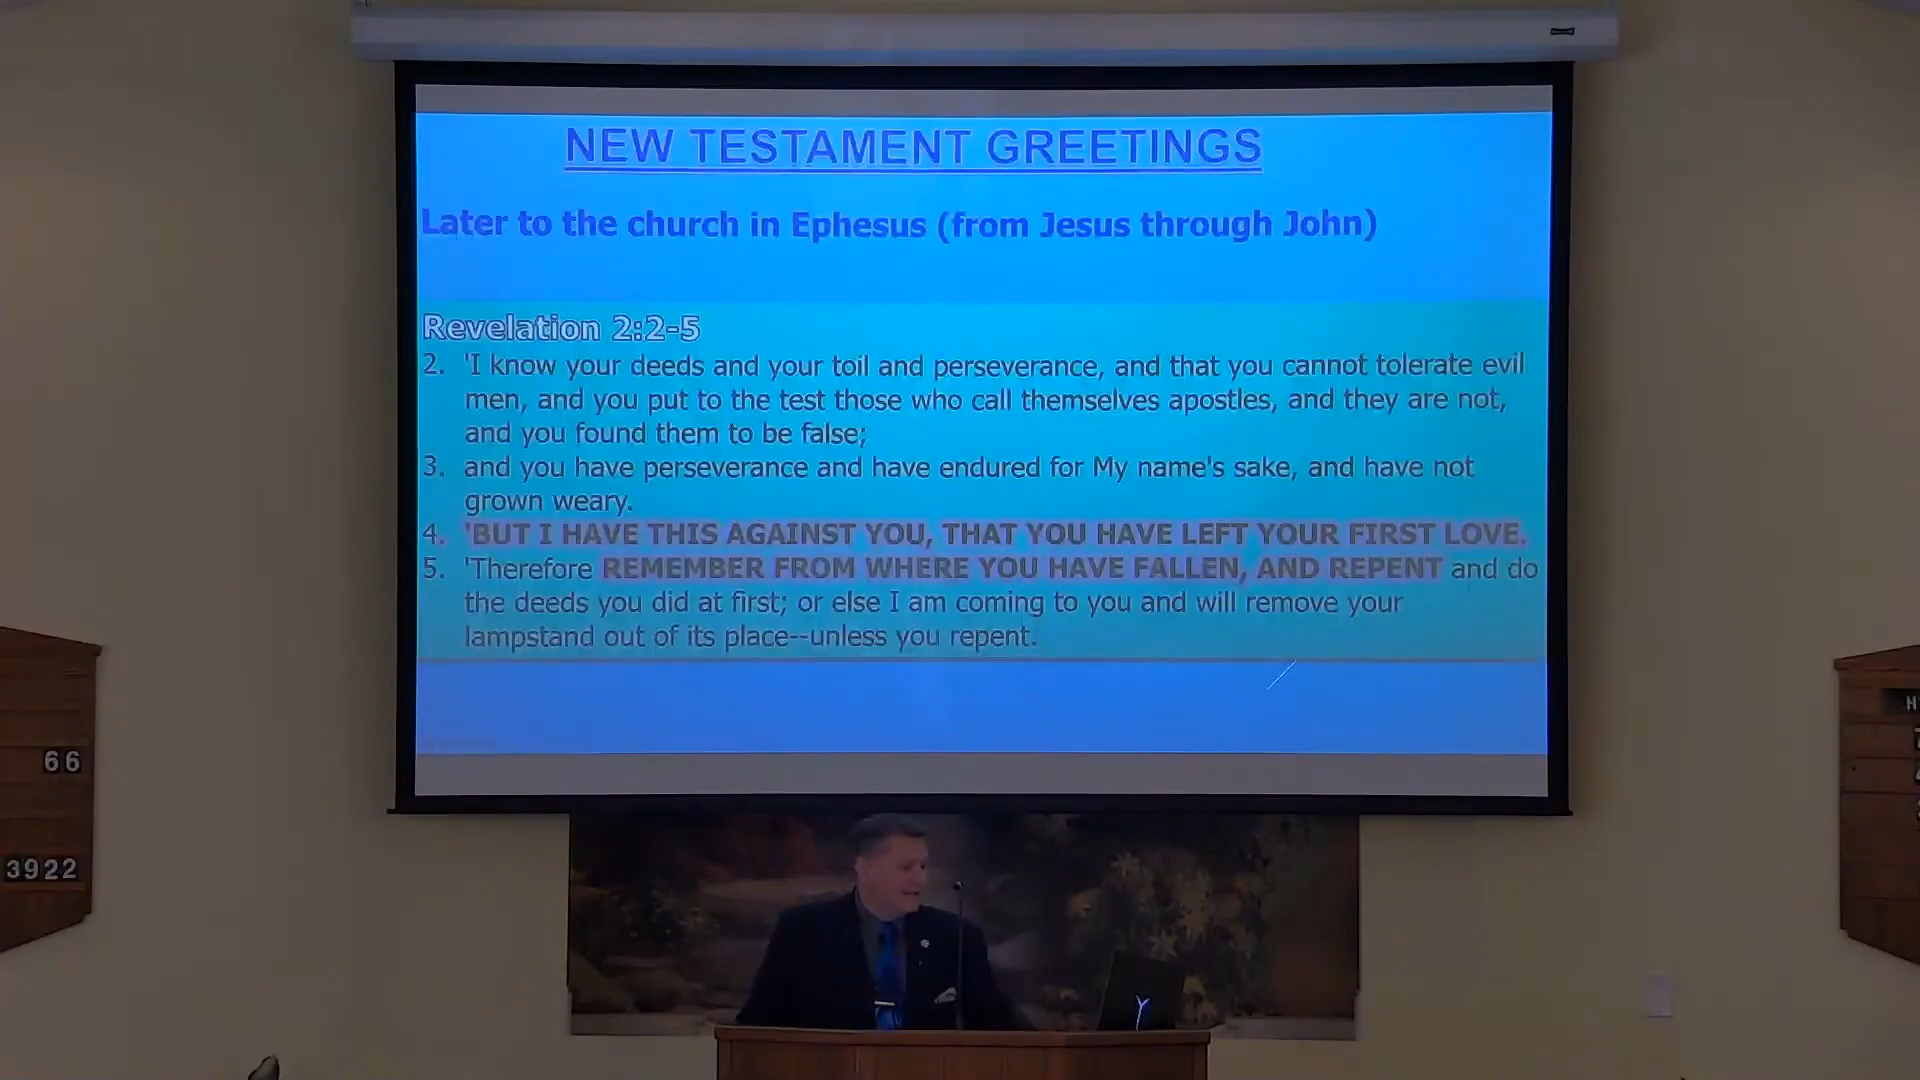 NEW TESTAMENT GREETINGS
Later to the church in Ephesus (from Jesus through John)
Revelation 2:2-5
2. 'I know your deeds and your toil and perseverance, and that you cannot tolerate evil
men, and you put to the test those who call themselves apostles, and they are not,
and you found them to be false;
3. and you have perseverance and have endured for My name's sake, and have not
grown weary.
4. 'BUT I HAVE THIS AGAINST YOU, THAT YOU HAVE LEFT YOUR FIRST LOVE.
5. 'Therefore REMEMBER FROM WHERE YOU HAVE FALLEN, AND REPENT and do
the deeds you did at first; or else I am coming to you and will remove your
lampstand out of its place--unless you repent.
66
3922